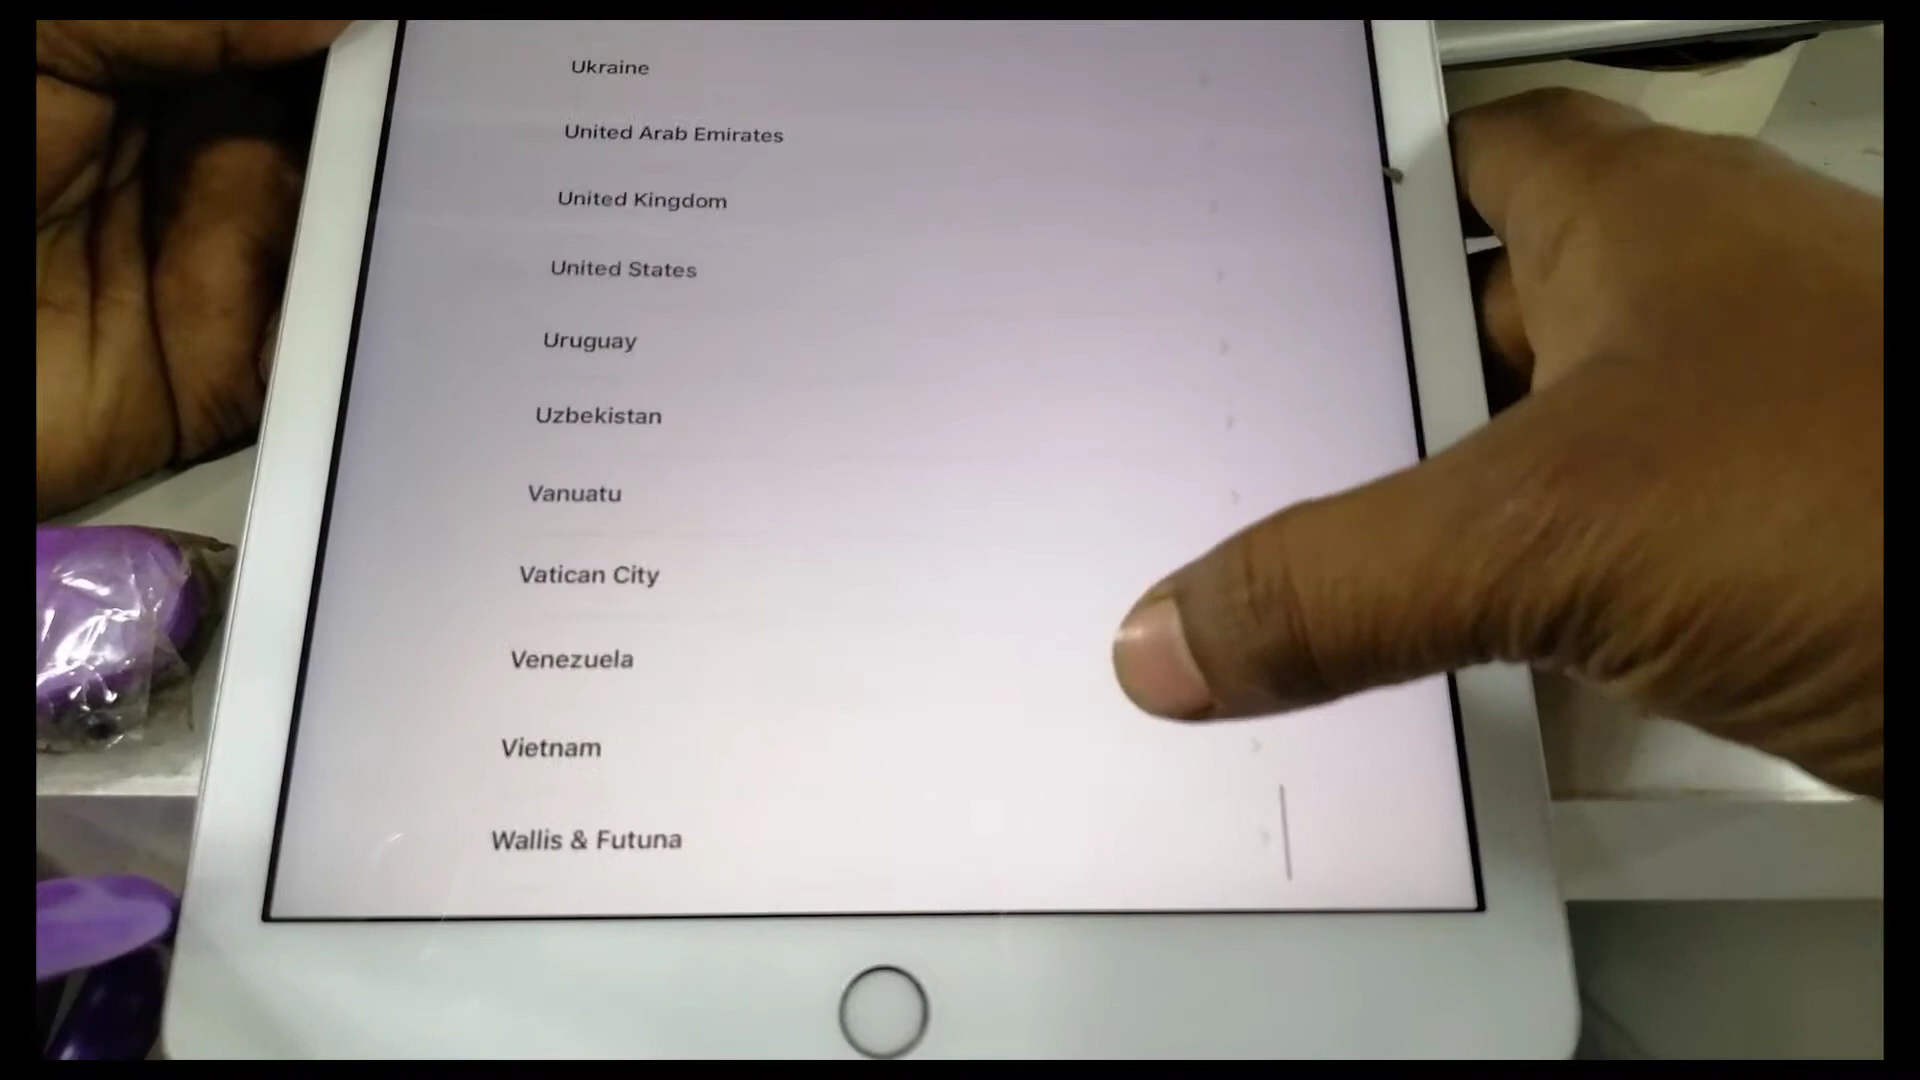 Ukraine
United Arab Emirates
United Kingdom
United States
Uruguay
Uzbekistan
Vanuatu
Vatican City
Venezuela
Vietnam
Wallis & Futuna